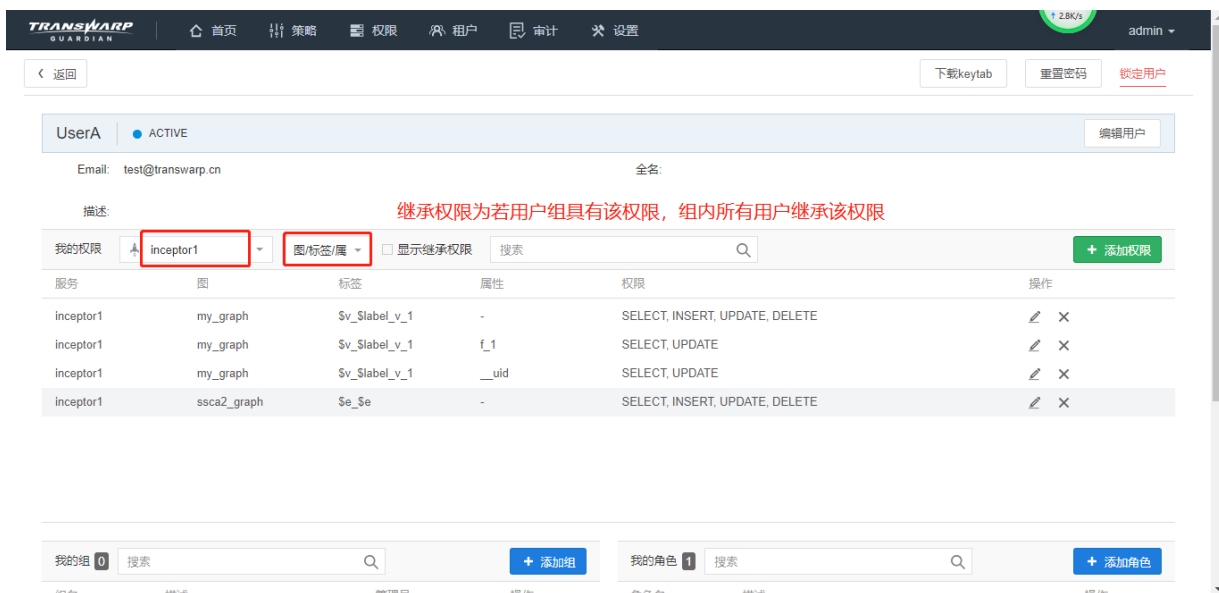 TRANSWARP
GUARDIAN
首页 策略 权限 租户 审计 设置
↑ 2.8K/s
admin
返回 下载keytab 重置密码 锁定用户
UserA ACTIVE 编辑用户
Email: test@transwarp.cn 全名:
描述:
继承权限为若用户组具有该权限，组内所有用户继承该权限
我的权限 inceptor1 图/标签/属 显示继承权限 搜索 + 添加权限
服务 图 标签 属性 权限 操作
inceptor1 my_graph $v_$label_v_1 - SELECT, INSERT, UPDATE, DELETE
inceptor1 my_graph $v_$label_v_1 f_1 SELECT, UPDATE
inceptor1 my_graph $v_$label_v_1 __uid SELECT, UPDATE
inceptor1 ssca2_graph $e_$e - SELECT, INSERT, UPDATE, DELETE
我的组 0 搜索 + 添加组 我的角色 1 搜索 + 添加角色